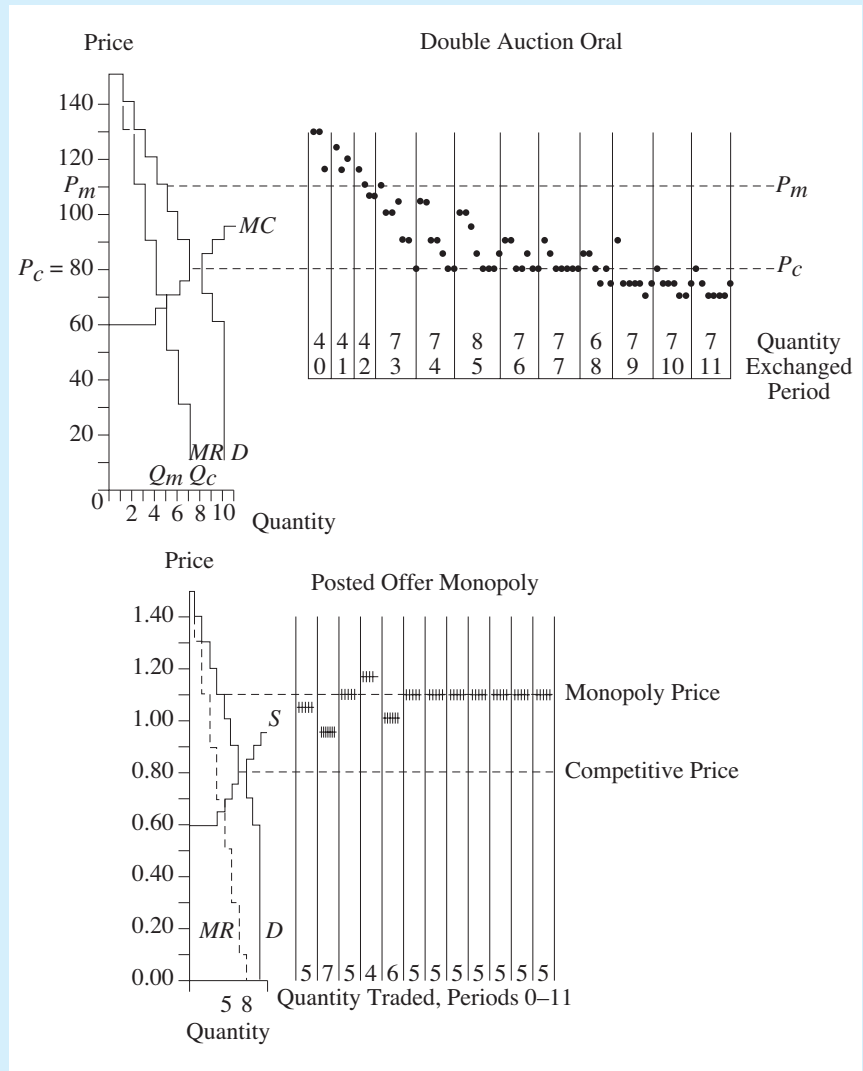 Price
Double Auction Oral
140
120
P_m
P_m
100
MC
P_c = 80
P_c
60
4 4 4 7 7 8 7 7 6 7 7 7 Quantity
0 1 2 3 4 5 6 7 8 9 10 11 Exchanged
Period
40
20
MR D
Q_m Q_c
0
2 4 6 8 10
Quantity
Price
Posted Offer Monopoly
1.40
1.20
Monopoly Price
1.00
S
0.80
Competitive Price
0.60
0.40
0.20
MR D
0.00
5 7 5 4 6 5 5 5 5 5 5 5
5 8
Quantity Traded, Periods 0–11
Quantity